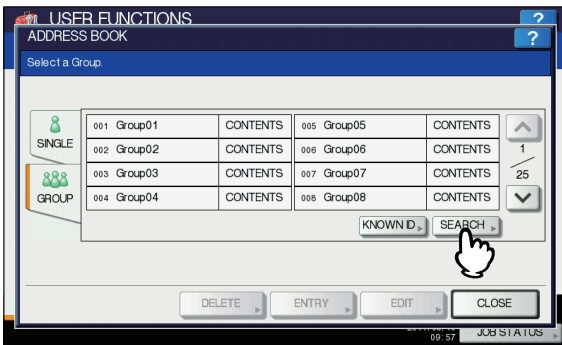 USER FUNCTIONS ?
ADDRESS BOOK ?
Select a Group.
SINGLE
GROUP
001 Group01 CONTENTS 005 Group05 CONTENTS
002 Group02 CONTENTS 006 Group06 CONTENTS
003 Group03 CONTENTS 007 Group07 CONTENTS
004 Group04 CONTENTS 008 Group08 CONTENTS
1
25
KNOWN ID SEARCH
DELETE ENTRY EDIT CLOSE
09:57 JOB STATUS